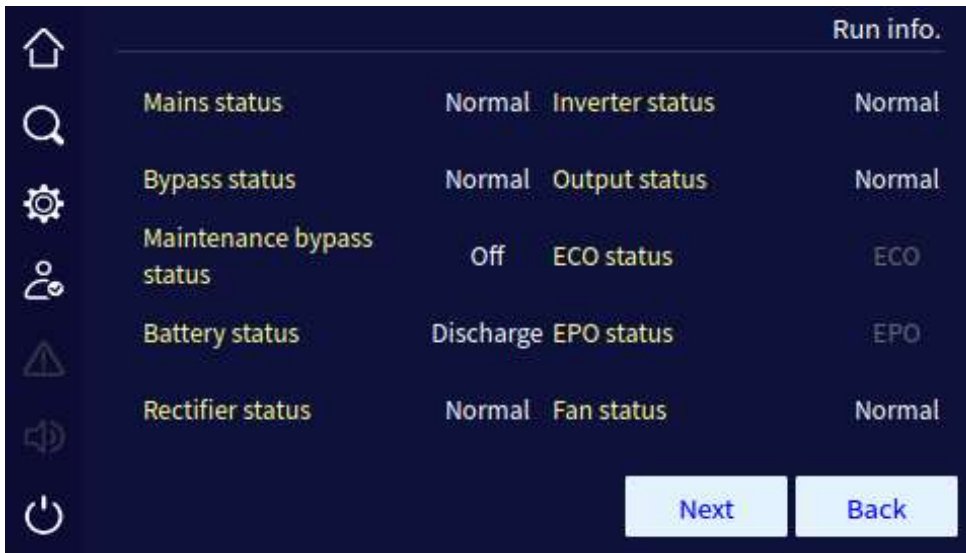 Run info.
Mains status Normal Inverter status Normal
Bypass status Normal Output status Normal
Maintenance bypass
status Off ECO status ECO
Battery status Discharge EPO status EPO
Rectifier status Normal Fan status Normal
Next Back